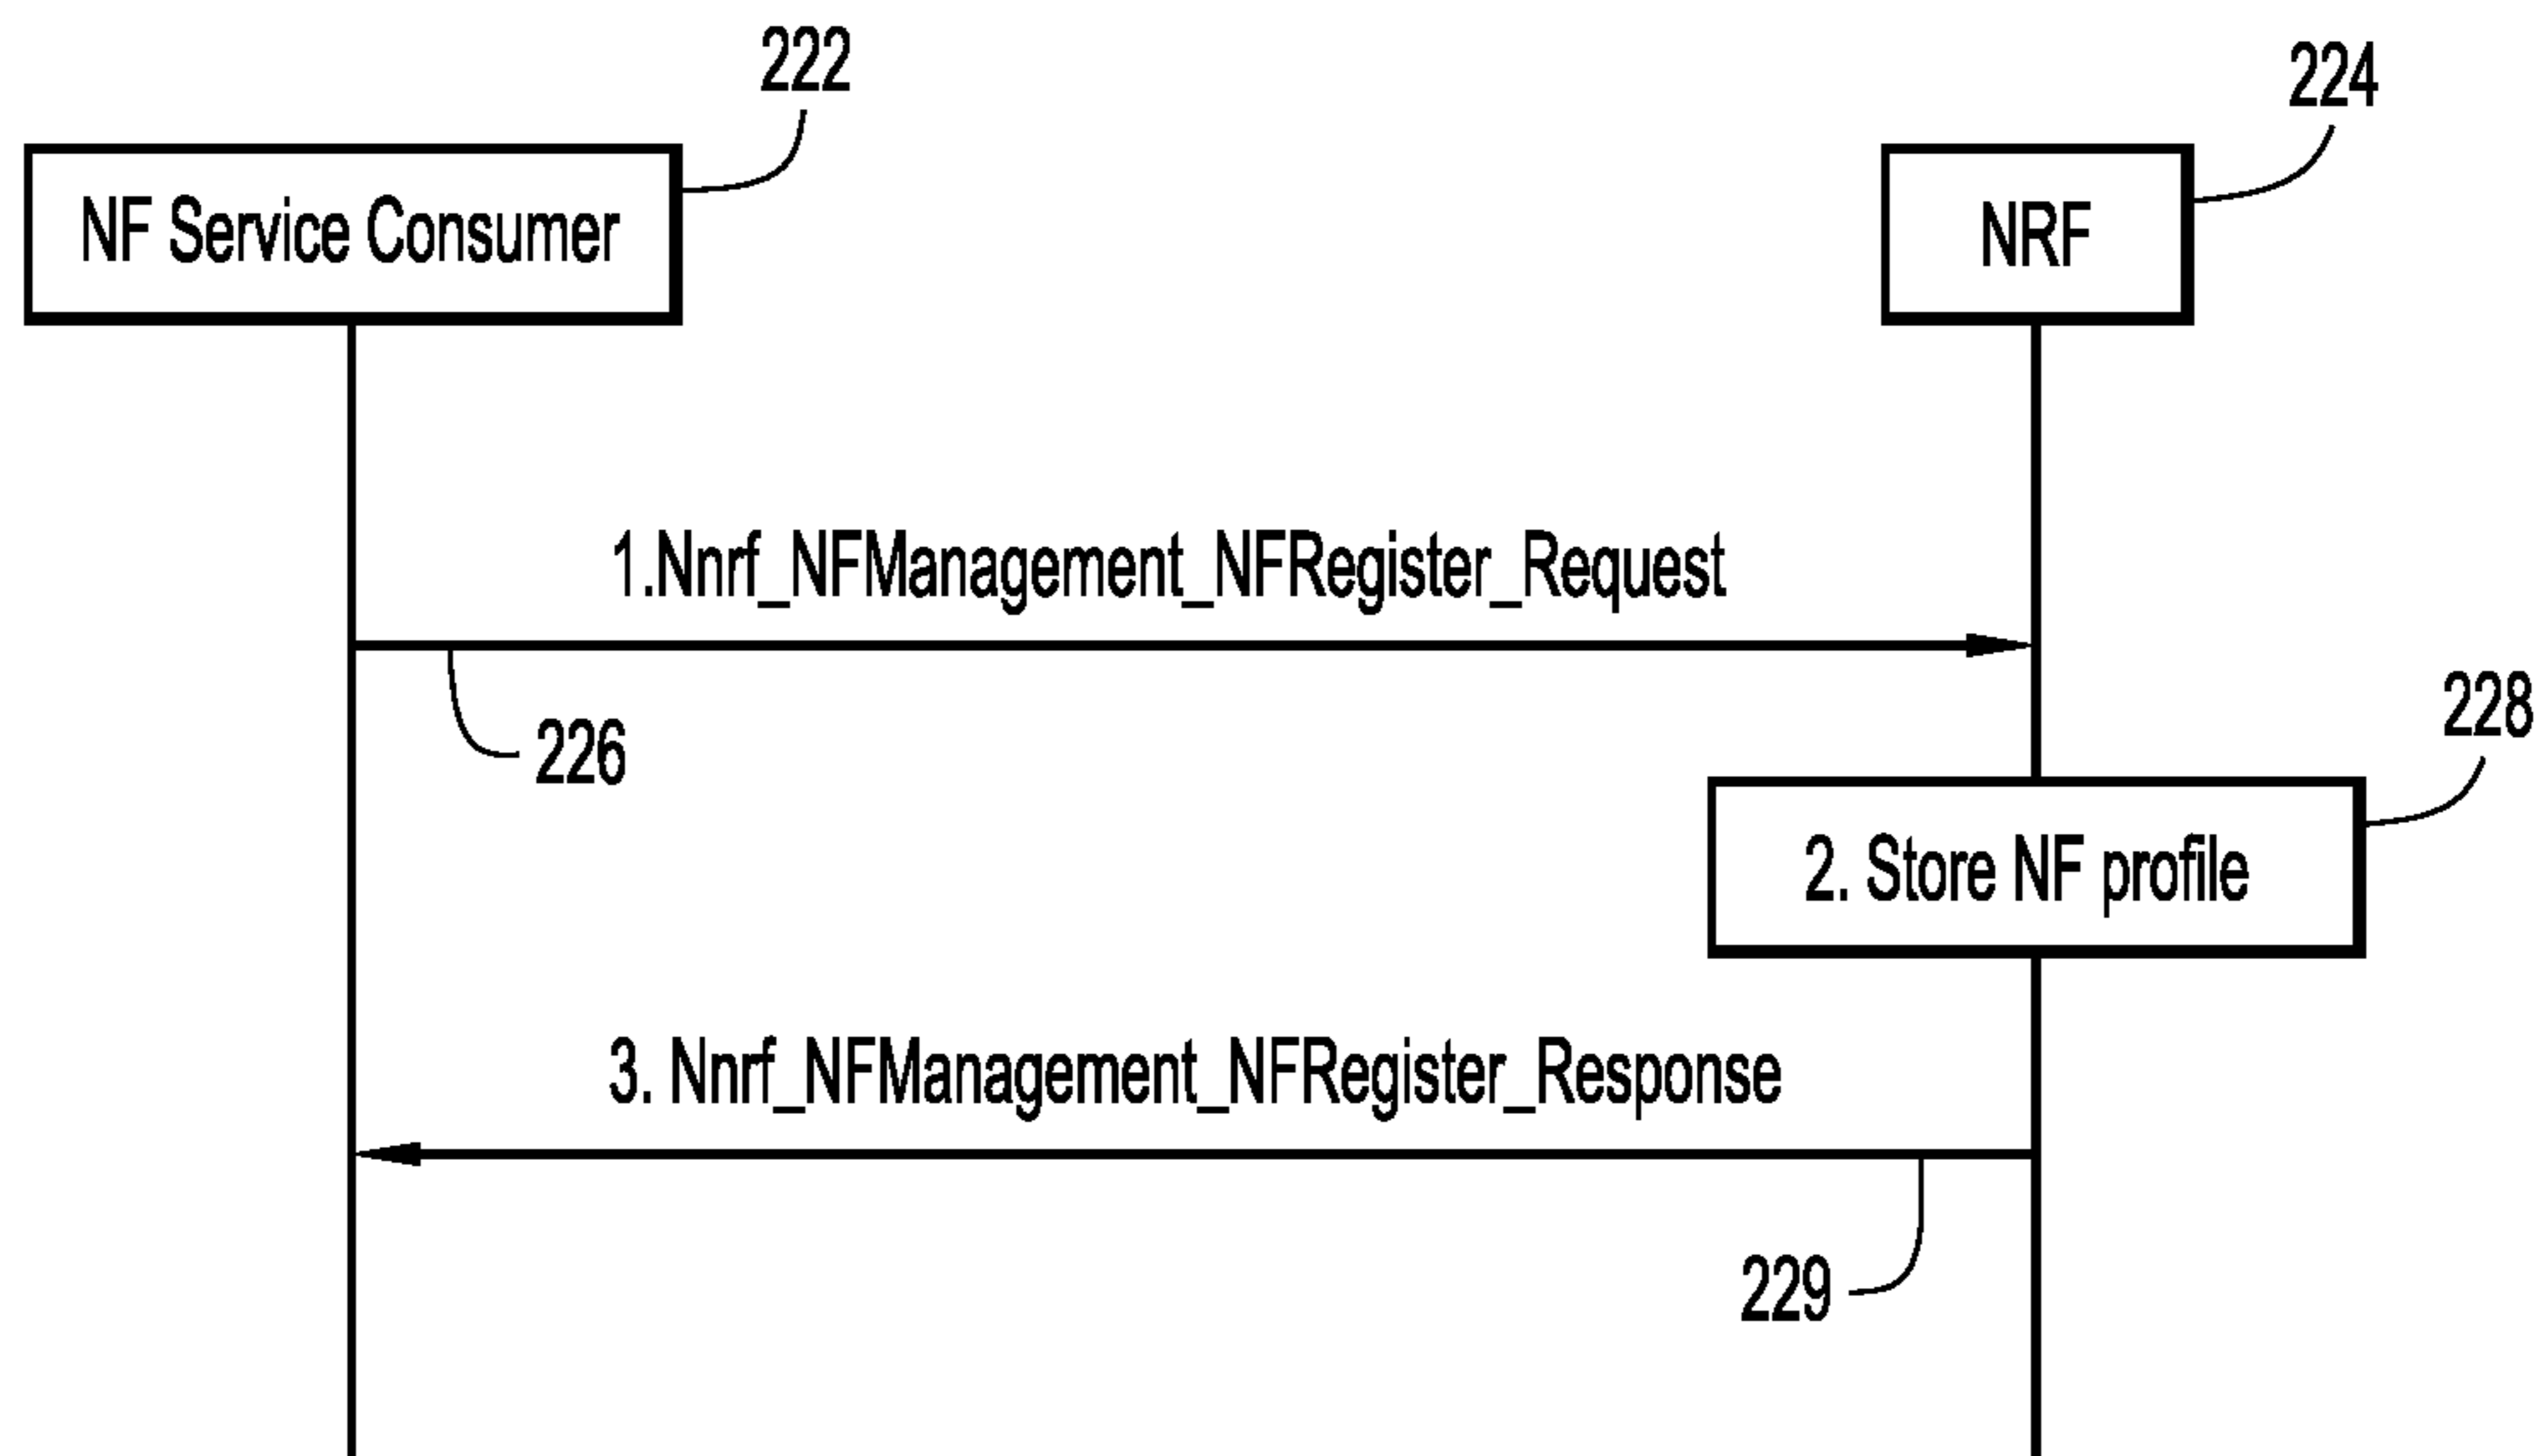 222
224
NF Service Consumer
NRF
1.Nnrf_NFManagement_NFRegister_Request
226
228
2. Store NF profile
3. Nnrf_NFManagement_NFRegister_Response
229